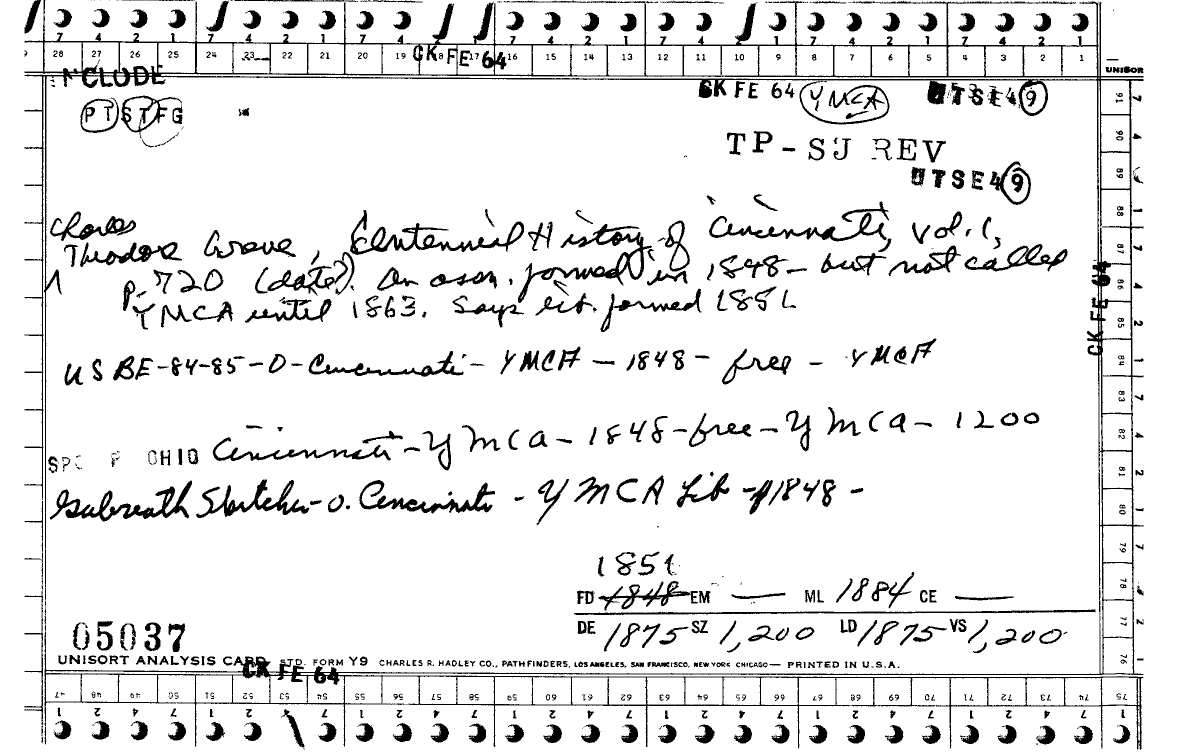 7 4 2 1 7 4 2 1 7 4 2 1 7 4 2 1 7 4 2 1 7 4 2 1 7 4 2 1
28 27 26 25 24 23 22 21 20 19 18 17 16 15 14 13 12 11 10 9 8 7 6 5 4 3 2 1
CK FE 64
UNISOR
NCLUDE
CK FE 64 YMCA UTSE49
PT STFG
TP-SJ REV
UTSE49
Charles
Theodore Greve, Centennial History of Cincinnati, Vol. 1,
p. 720 (date?). An assn. formed in 1848 - but not called
YMCA until 1863. Says lib. formed 1851
US BE-84-85-O-Cincinnati - YMCA - 1848 - free - YMCA
SPC P OHIO Cincinnati - YMCA - 1848 - free - YMCA - 1200
Galbreath Sketches - O. Cincinnati - YMCA Lib - 1848 -
1851
FD 1848 EM — ML 1884 CE —
DE 1875 SZ 1,200 LD 1875 VS 1,200
05037
UNISORT ANALYSIS CARD STD. FORM Y9 CHARLES R. HADLEY CO., PATHFINDERS, LOS ANGELES, SAN FRANCISCO, NEW YORK CHICAGO — PRINTED IN U.S.A.
CK FE 64
CK FE 64
91 90 89 88 87 86 85 84 83 82 81 80 79 78 77 76
47 48 49 50 51 52 53 54 55 56 57 58 59 60 61 62 63 64 65 66 67 68 69 70 71 72 73 74 75
1 2 4 7 1 2 4 7 1 2 4 7 1 2 4 7 1 2 4 7 1 2 4 7 1 2 4 7 1